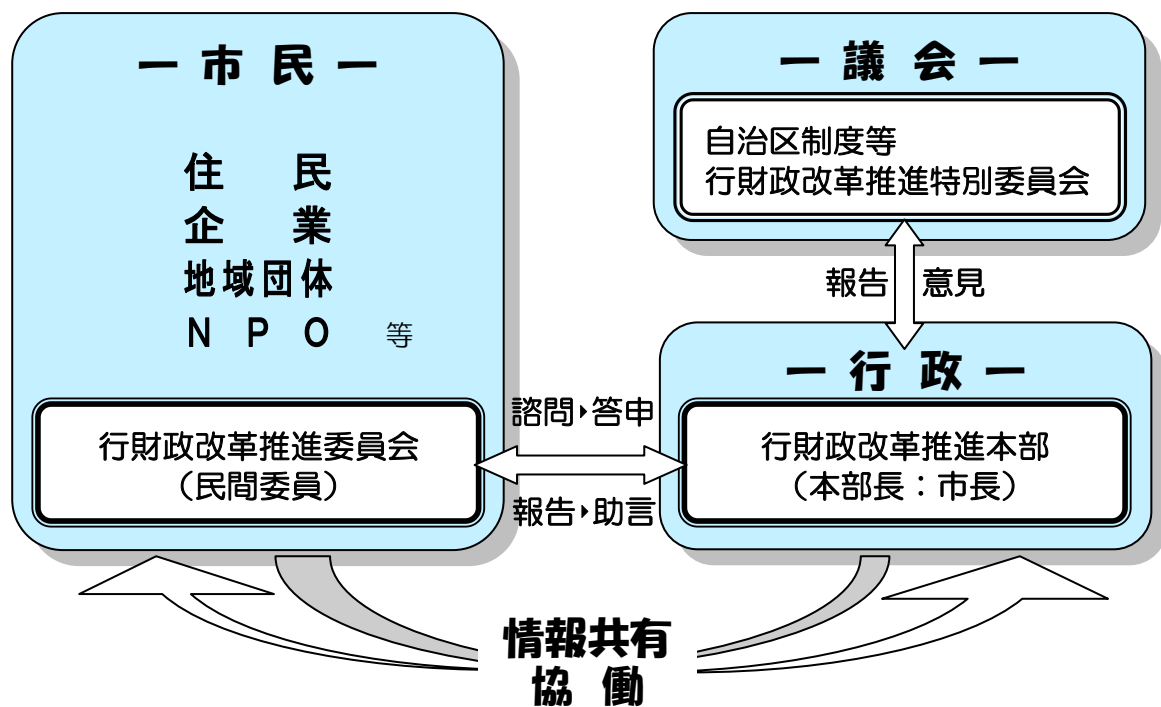 ー 市 民 ー
住 民
企 業
地域団体
N P O 等
行財政改革推進委員会
（民間委員）
ー 議 会 ー
自治区制度等
行財政改革推進特別委員会
報告 意見
ー 行 政 ー
行財政改革推進本部
（本部長：市長）
諮問・答申
報告・助言
情報共有
協 働